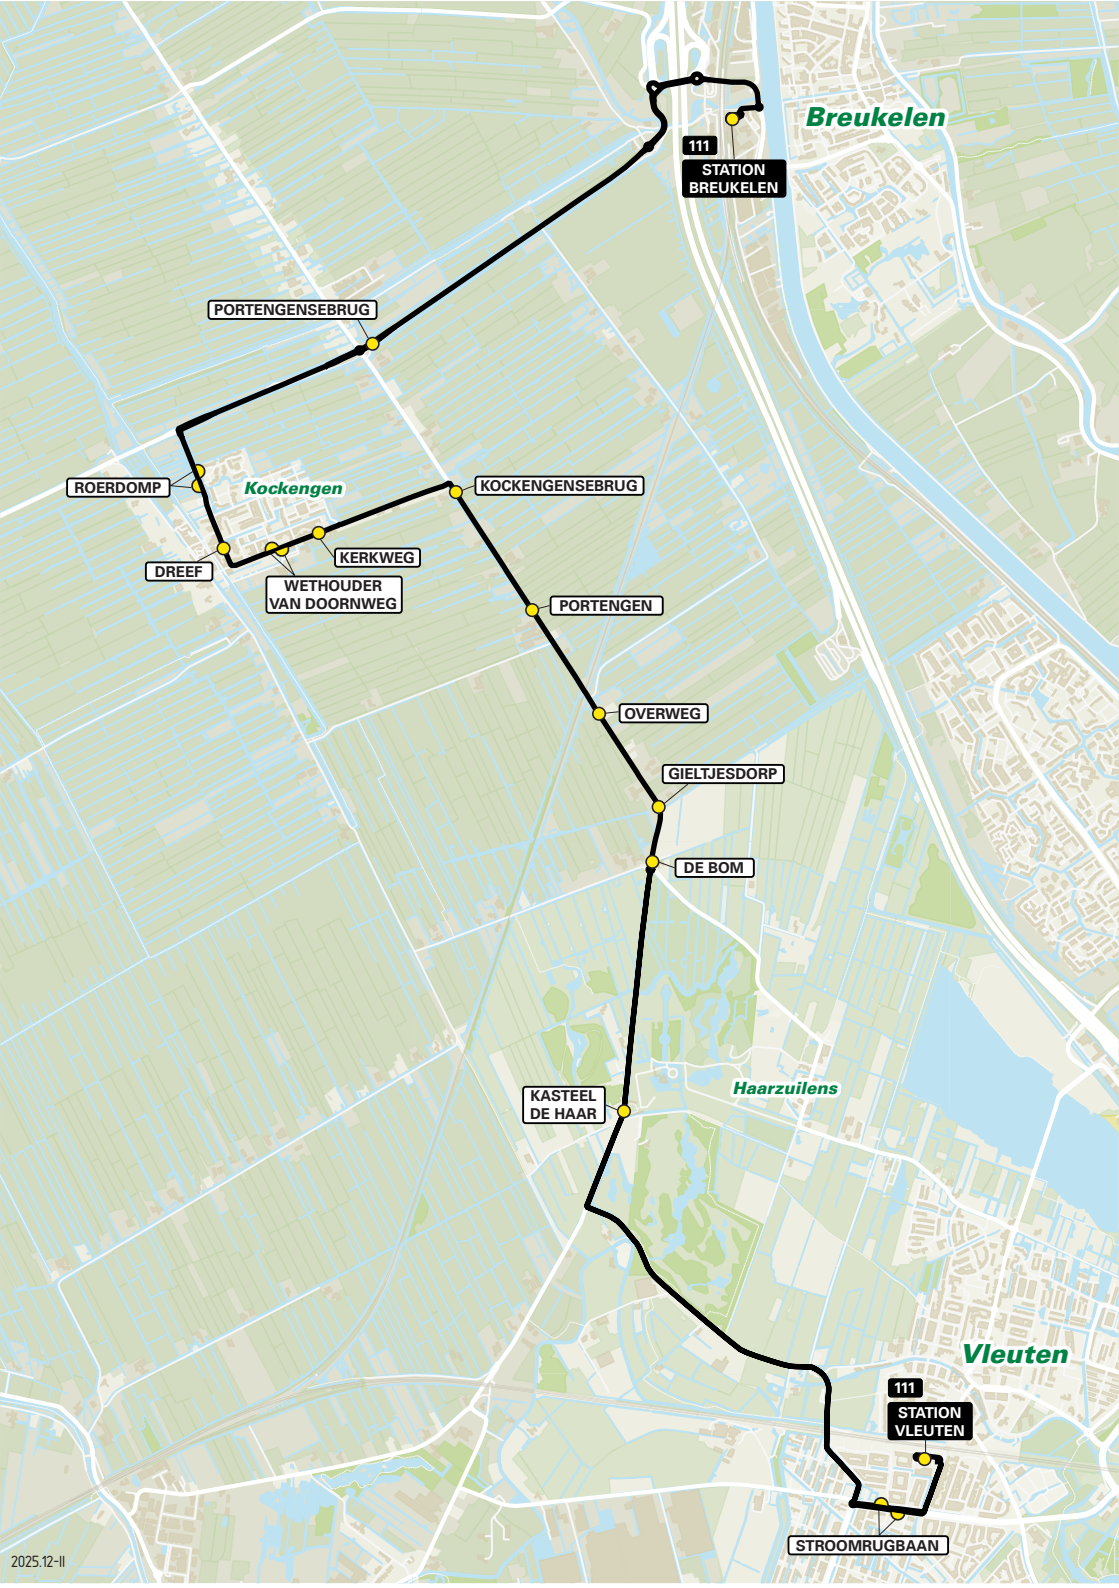 Breukelen
111
STATION
BREUKELEN
PORTENGENSEBRUG
ROERDOMP
Kockengen
KOCKENGENSEBRUG
KERKWEG
DREEF
WETHOUDER
VAN DOORNWEG
PORTENGEN
OVERWEG
GIELTJESDORP
DE BOM
KASTEEL
DE HAAR
Haarzuilens
Vleuten
111
STATION
VLEUTEN
STROOMRUGBAAN
2025.12-II